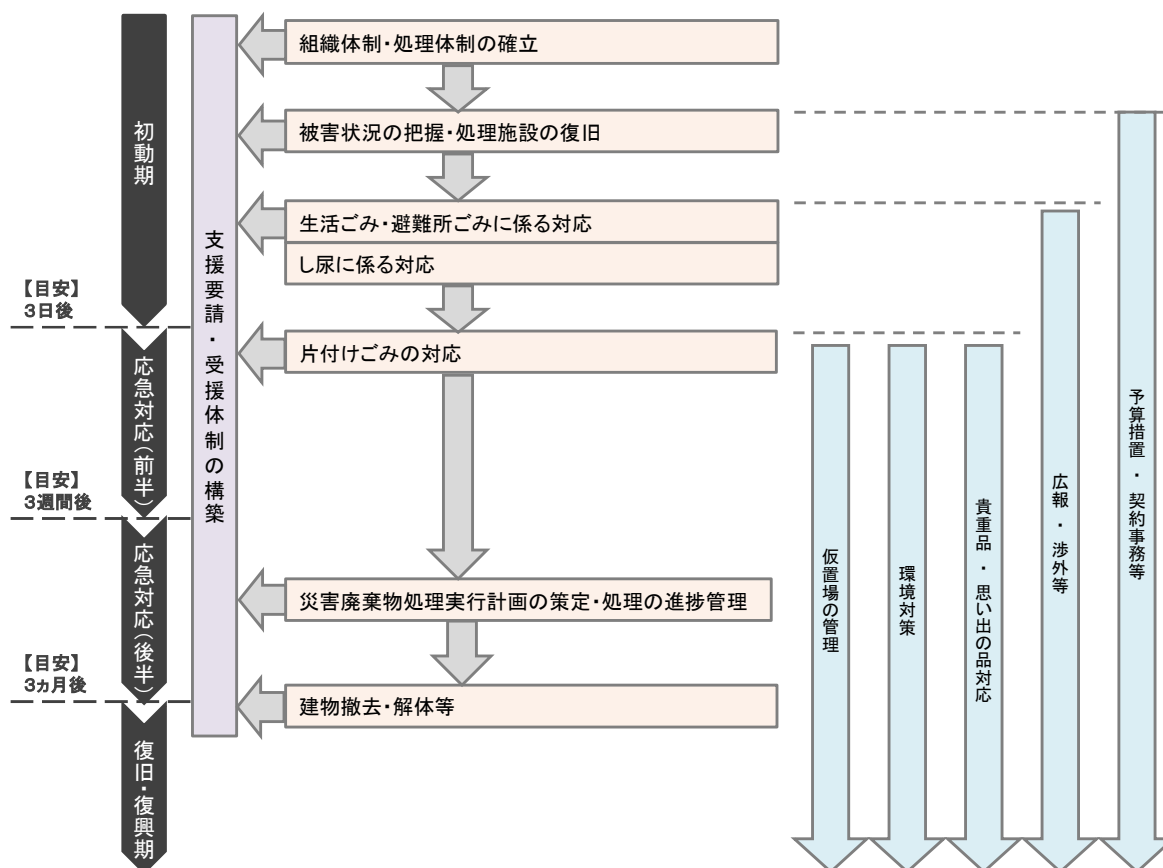 初動期
【目安】
3日後
応急対応(前半)
【目安】
3週間後
応急対応(後半)
【目安】
3ヵ月後
復旧・復興期
支援要請・受援体制の構築
組織体制・処理体制の確立
被害状況の把握・処理施設の復旧
生活ごみ・避難所ごみに係る対応
し尿に係る対応
片付けごみの対応
災害廃棄物処理実行計画の策定・処理の進捗管理
建物撤去・解体等
仮置場の管理
環境対策
貴重品・思い出の品対応
広報・渉外等
予算措置・契約事務等